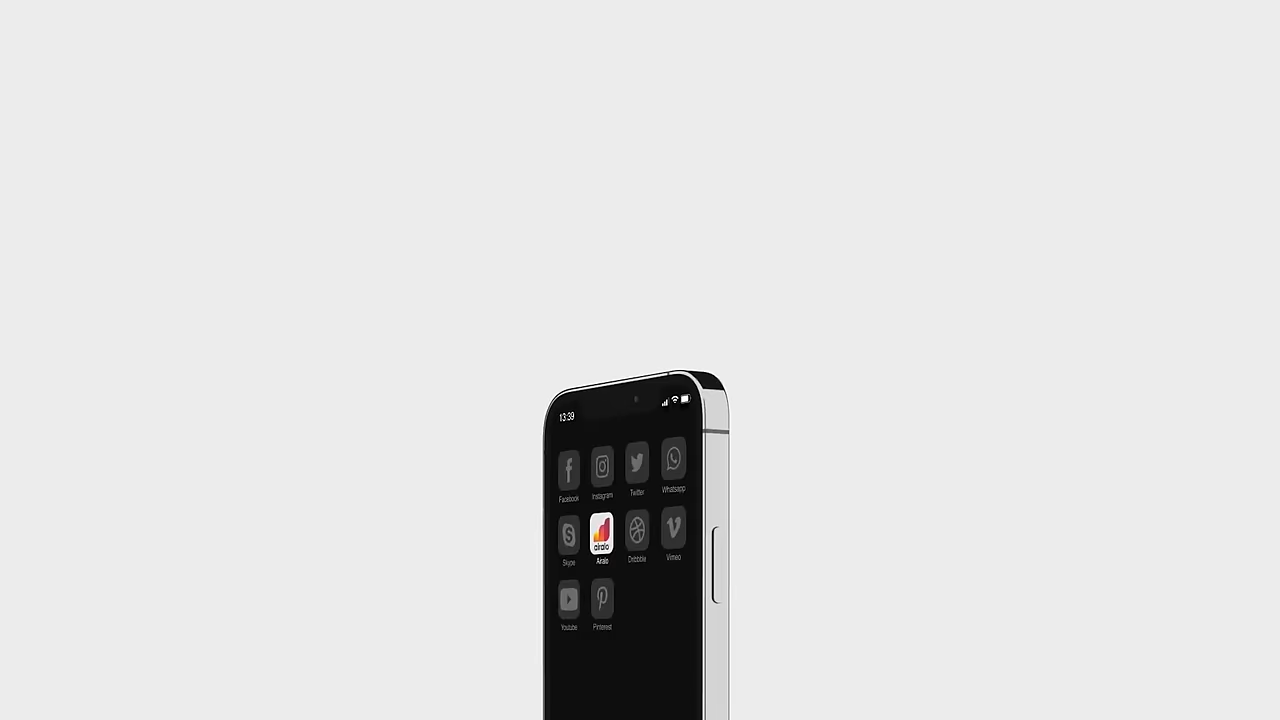 13:39
Facebook Instagram Twitter Whatsapp
airalo
Skype Airalo Dribbble Vimeo
Youtube Pinterest